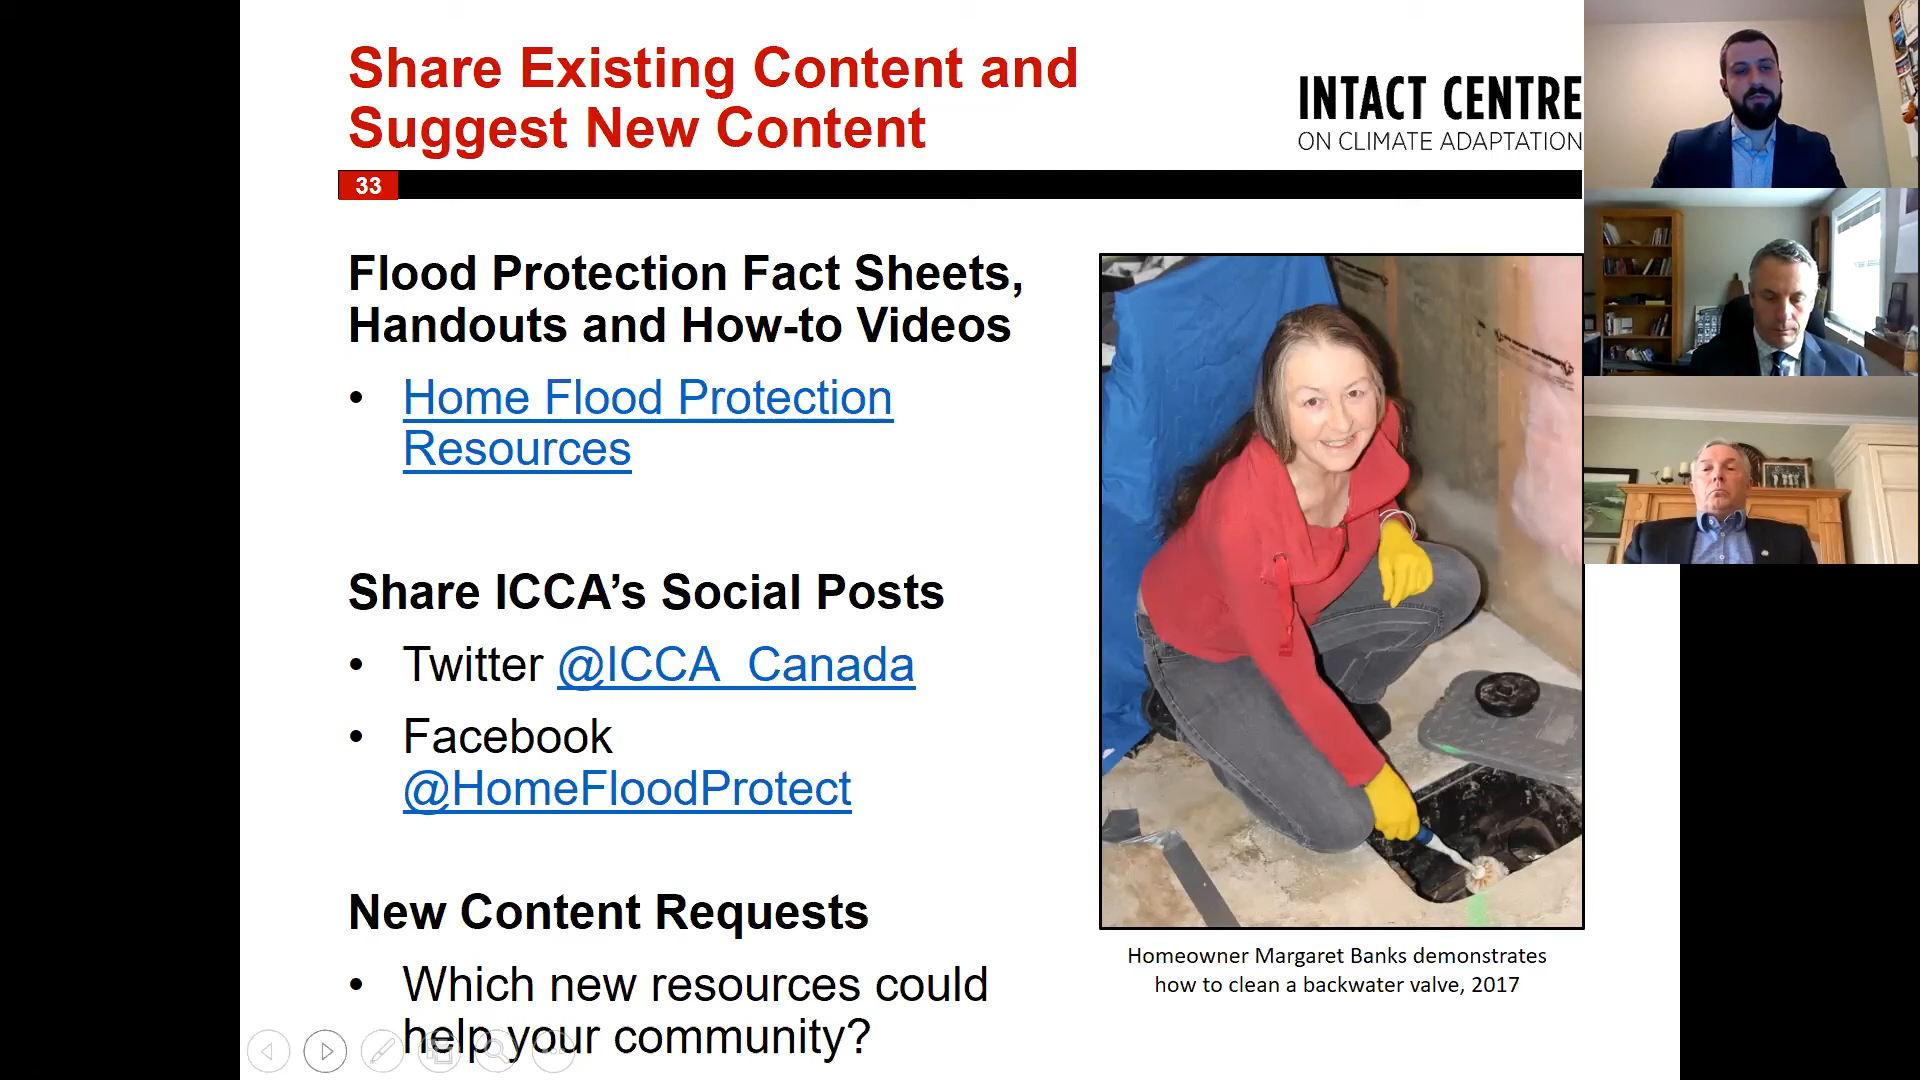 Share Existing Content and
Suggest New Content
INTACT CENTRE
ON CLIMATE ADAPTATION
33
Flood Protection Fact Sheets,
Handouts and How-to Videos
• Home Flood Protection
Resources
Share ICCA’s Social Posts
• Twitter @ICCA_Canada
• Facebook
@HomeFloodProtect
New Content Requests
• Which new resources could
help your community?
Homeowner Margaret Banks demonstrates
how to clean a backwater valve, 2017